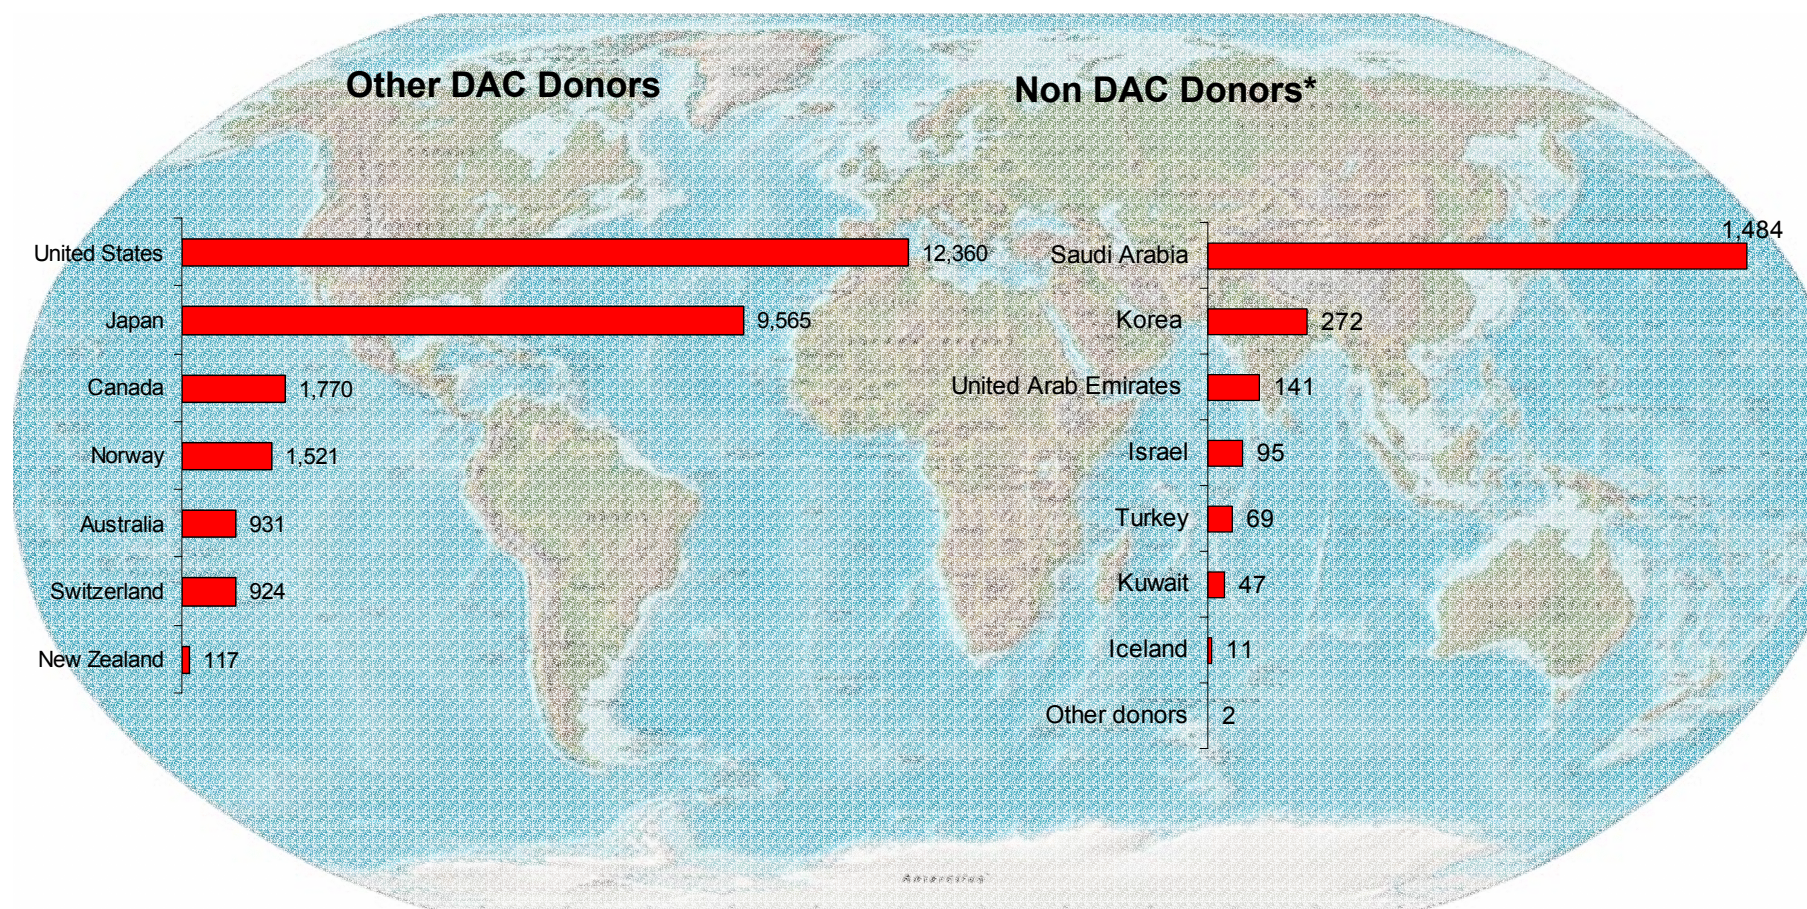 Other DAC Donors
United States 12,360
Japan 9,565
Canada 1,770
Norway 1,521
Australia 931
Switzerland 924
New Zealand 117
Non DAC Donors*
Saudi Arabia 1,484
Korea 272
United Arab Emirates 141
Israel 95
Turkey 69
Kuwait 47
Iceland 11
Other donors 2
Antarctica